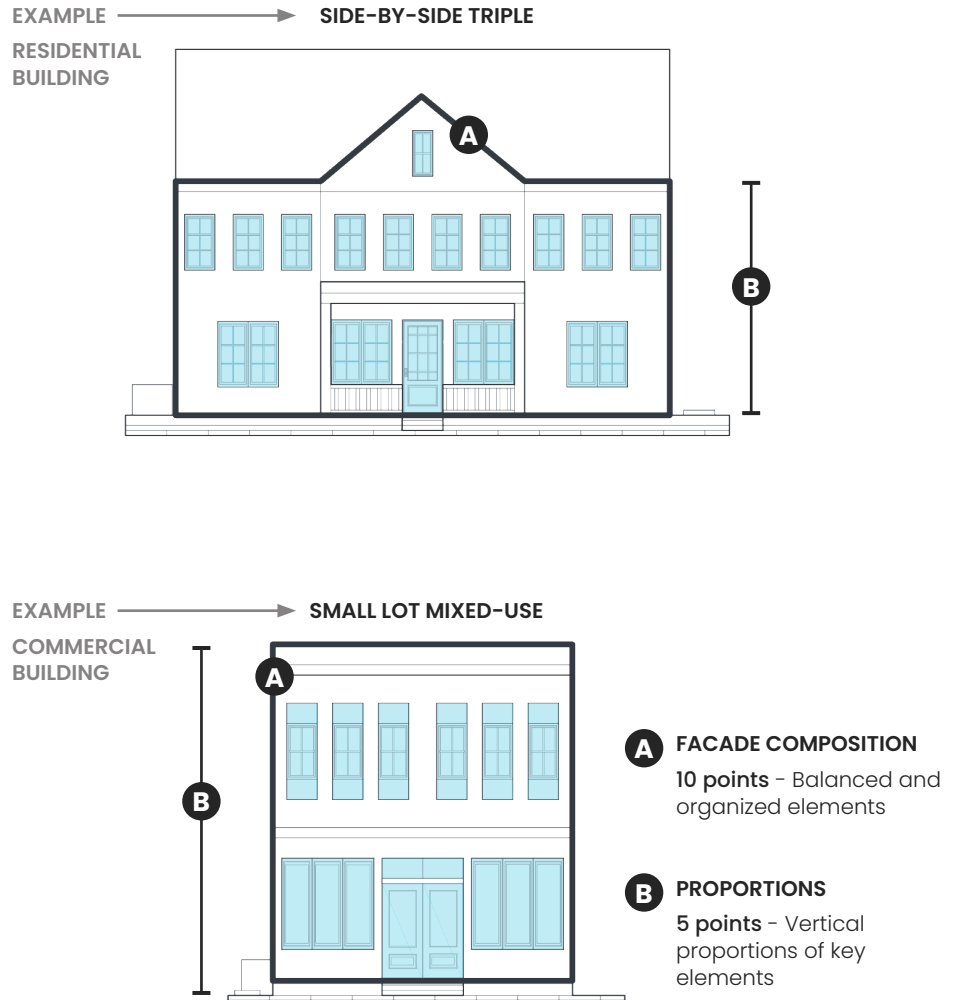 EXAMPLE SIDE-BY-SIDE TRIPLE
RESIDENTIAL
BUILDING
A
B
EXAMPLE SMALL LOT MIXED-USE
COMMERCIAL
BUILDING
A
B
A FACADE COMPOSITION
10 points - Balanced and
organized elements
B PROPORTIONS
5 points - Vertical
proportions of key
elements